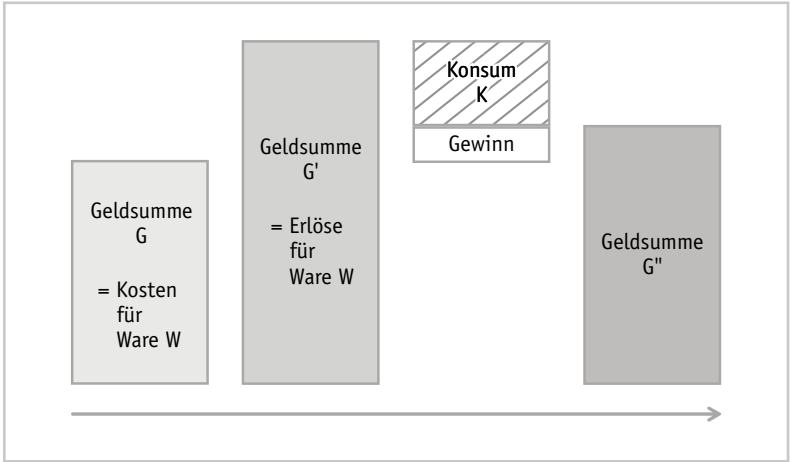 Geldsumme
G
= Kosten
für
Ware W
Geldsumme
G'
= Erlöse
für
Ware W
Konsum
K
Gewinn
Geldsumme
G"